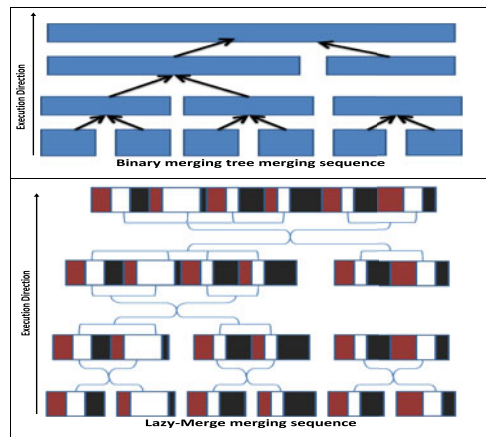 Execution Direction
Binary merging tree merging sequence
Execution Direction
Lazy-Merge merging sequence